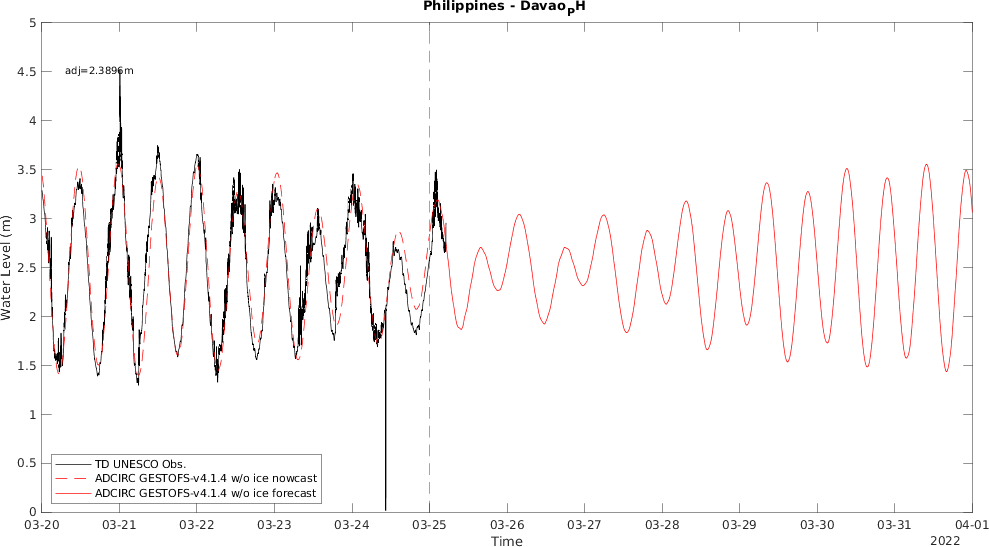 Philippines - DavaopH
adj=2.3896m
5
4.5
4
3.5
3
2.5
2
1.5
1
0.5
0
Water Level (m)
TD UNESCO Obs.
ADCIRC GESTOFS-v4.1.4 w/o ice nowcast
ADCIRC GESTOFS-v4.1.4 w/o ice forecast
03-20 03-21 03-22 03-23 03-24 03-25 03-26 03-27 03-28 03-29 03-30 03-31 04-01
Time
2022